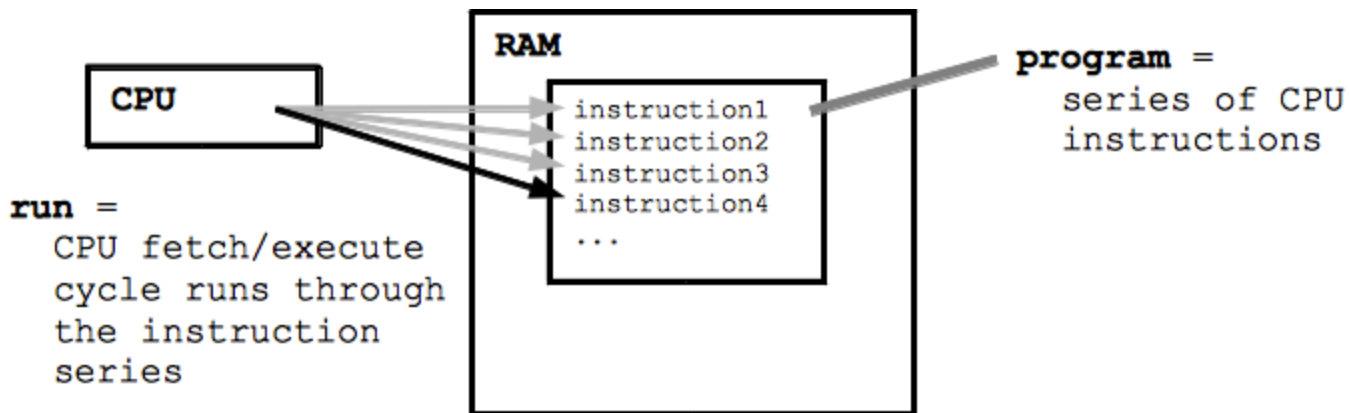 CPU
run =
CPU fetch/execute
cycle runs through
the instruction
series
RAM
instruction1
instruction2
instruction3
instruction4
...
program =
series of CPU
instructions